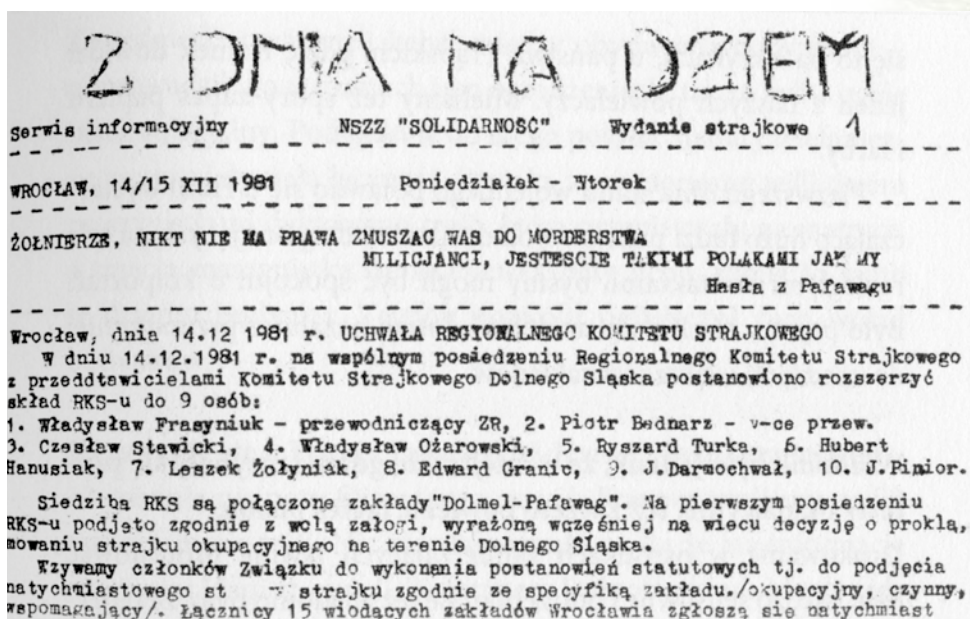 Z DNIA NA DZIEŃ
Serwis informacyjny NSZZ "SOLIDARNOŚĆ" Wydanie strajkowe 1
WROCŁAW, 14/15 XII 1981 Poniedziałek - Wtorek
ŻOŁNIERZE, NIKT NIE MA PRAWA ZMUSZAC WAS DO MORDERSTWA
MILICJANCI, JESTESCIE TAKIMI POLAKAMI JAK MY
Hasła z Pafawagu
Wrocław, dnia 14.12 1981 r. UCHWAŁA REGIONALNEGO KOMITETU STRAJKOWEGO
W dniu 14.12.1981 r. na wspólnym posiedzeniu Regionalnego Komitetu Strajkowego
z przeddtawicielami Komitetu Strajkowego Dolnego Sląska postanowiono rozszerzyć
skład RKS-u do 9 osób:
1. Władysław Frasyniuk - przewodniczący ZR, 2. Piotr Bednarz - v-ce przew.
3. Czesław Stawicki, 4. Władysław Ożarowski, 5. Ryszard Turka, 6. Hubert
Hanusiak, 7. Leszek Żołyniak, 8. Edward Granic, 9. J.Darmochwał, 10. J.Pinior.
Siedzibą RKS są połączone zakłady"Dolmel-Pafawag". Na pierwszym posiedzeniu
RKS-u podjęto zgodnie z wolą załogi, wyrażoną wcześniej na wiecu decyzję o prokla,
mowaniu strajku okupacyjnego na terenie Dolnego Śląska.
Wzywamy członków Związku do wykonania postanowień statutowych tj. do podjęcia
natychmiastowego strajku zgodnie ze specyfiką zakładu./okupacyjny, czynny,
wspomagający/. Łącznicy 15 wiodących zakładów Wrocławia zgłoszą się natychmiast